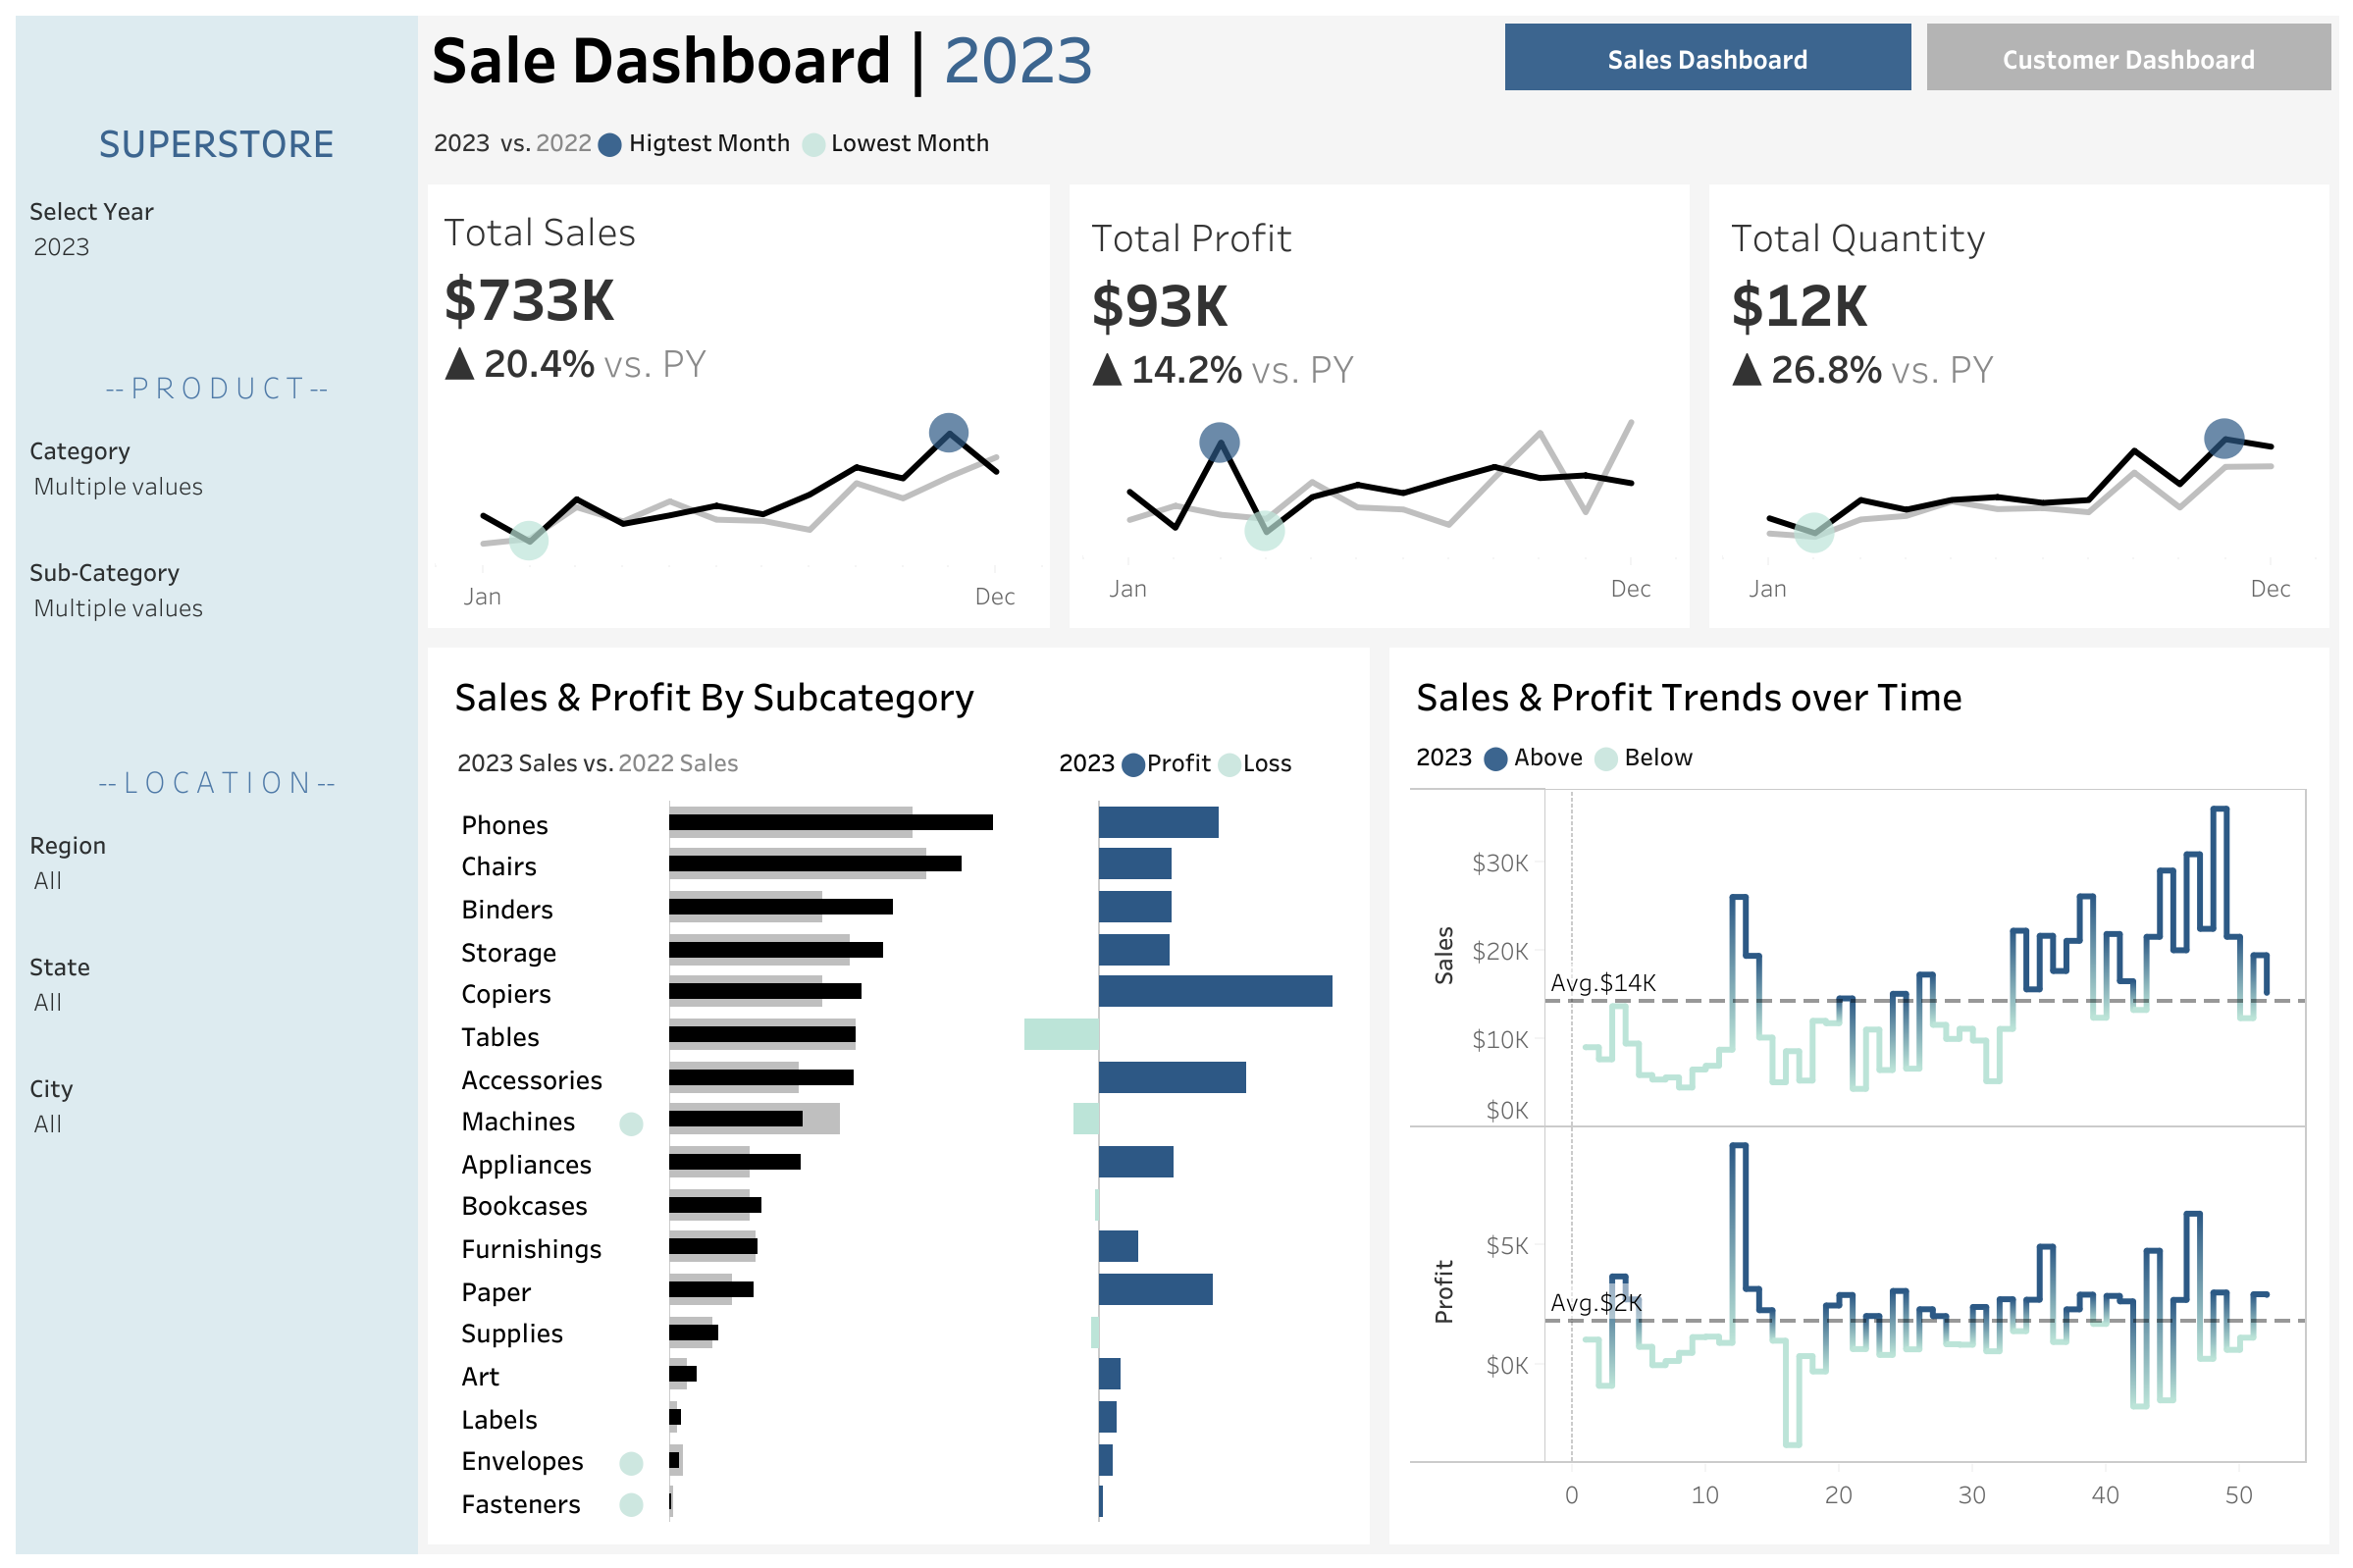 Sale Dashboard | 2023
Sales Dashboard
Customer Dashboard
SUPERSTORE
Select Year
2023
--PRODUCT--
Category
Multiple values
Sub-Category
Multiple values
--LOCATION--
Region
All
State
All
City
All
2023 vs. 2022 Higtest Month Lowest Month
Total Sales
$733K
▲ 20.4% vs. PY
Jan Dec
Total Profit
$93K
▲ 14.2% vs. PY
Jan Dec
Total Quantity
$12K
▲ 26.8% vs. PY
Jan Dec
Sales & Profit By Subcategory
2023 Sales vs. 2022 Sales
2023 Profit Loss
Phones
Chairs
Binders
Storage
Copiers
Tables
Accessories
Machines
Appliances
Bookcases
Furnishings
Paper
Supplies
Art
Labels
Envelopes
Fasteners
Sales & Profit Trends over Time
2023 Above Below
Sales
$30K
$20K
Avg.$14K
$10K
$0K
Profit
$5K
Avg.$2K
$0K
0 10 20 30 40 50